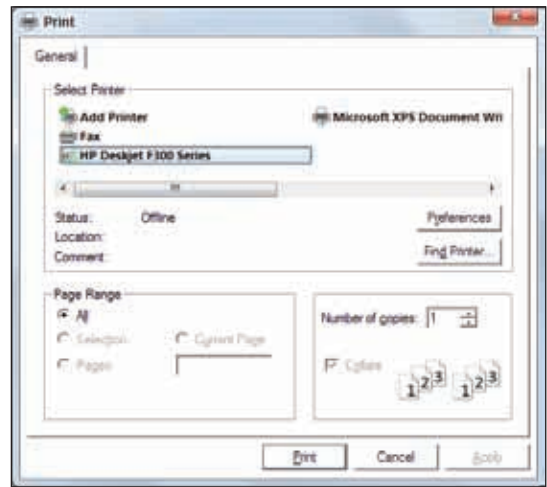 Print
General
Select Printer
Add Printer
Microsoft XPS Document Wri
Fax
HP Deskjet F300 Series
Status: Offline
Preferences
Location:
Comment:
Find Printer...
Page Range
All
Number of copies: 1
Selection Current Page
Pages:
Collate
1 2 3 1 2 3
Print Cancel Apply